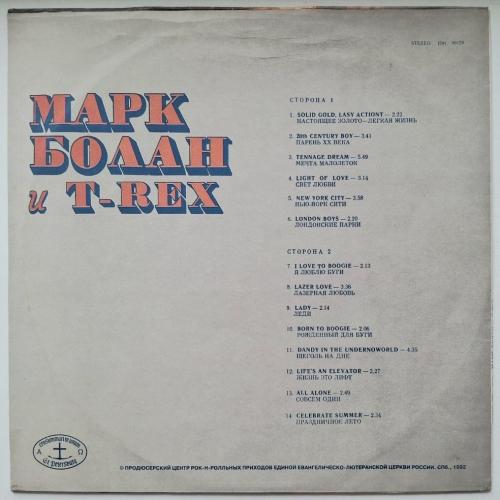 STEREO
МАРК
БОЛАН
и T-REX
СТОРОНА 1
1. SOLID GOLD, EASY ACTIONT — 2.22
НАСТОЯЩЕЕ ЗОЛОТО—ЛЕГКАЯ ЖИЗНЬ
2. 20th CENTURY BOY — 3.41
ПАРЕНЬ XX ВЕКА
3. TENNAGE DREAM — 5.49
МЕЧТА МАЛОЛЕТОК
4. LIGHT OF LOVE — 3.14
СВЕТ ЛЮБВИ
5. NEW YORK CITY — 3.58
НЬЮ-ЙОРК СИТИ
6. LONDON BOYS — 2.20
ЛОНДОНСКИЕ ПАРНИ
СТОРОНА 2
7. I LOVE TO BOOGIE — 2.13
Я ЛЮБЛЮ БУГИ
8. LAZER LOVE — 3.36
ЛАЗЕРНАЯ ЛЮБОВЬ
9. LADY — 2.14
ЛЕДИ
10. BORN TO BOOGIE — 2.06
РОЖДЕННЫЙ ДЛЯ БУГИ
11. DANDY IN THE UNDERNOWORLD — 4.35
ЩЕГОЛЬ НА ДНЕ
12. LIFE'S AN ELEVATOR — 2.27
ЖИЗНЬ ЭТО ЛИФТ
13. ALL ALONE — 2.49
СОВСЕМ ОДИН
14. CELEBRATE SUMMER — 2.34
ПРАЗДНИЧНОЕ ЛЕТО
Α Ω
St. Petersburg
© ПРОДЮСЕРСКИЙ ЦЕНТР РОК-Н-РОЛЛЬНЫХ ПРИХОДОВ ЕДИНОЙ ЕВАНГЕЛИЧЕСКО-ЛЮТЕРАНСКОЙ ЦЕРКВИ РОССИИ. СПб., 1992